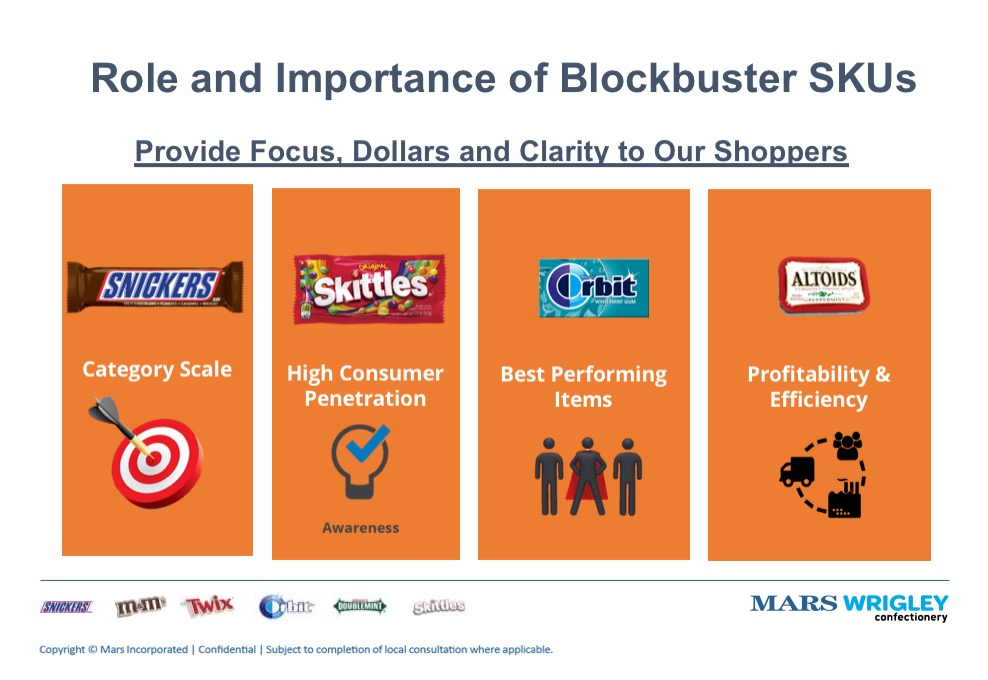 Role and Importance of Blockbuster SKUs
Provide Focus, Dollars and Clarity to Our Shoppers
SNICKERS
Category Scale
ORIGINAL
Skittles
High Consumer
Penetration
Awareness
Orbit
WINTERMINT GUM
Best Performing
Items
ALTOIDS
PEPPERMINT
Profitability &
Efficiency
SNICKERS m&m's TWIX Orbit DOUBLEMINT Skittles
MARS WRIGLEY
confectionery
Copyright © Mars Incorporated | Confidential | Subject to completion of local consultation where applicable.